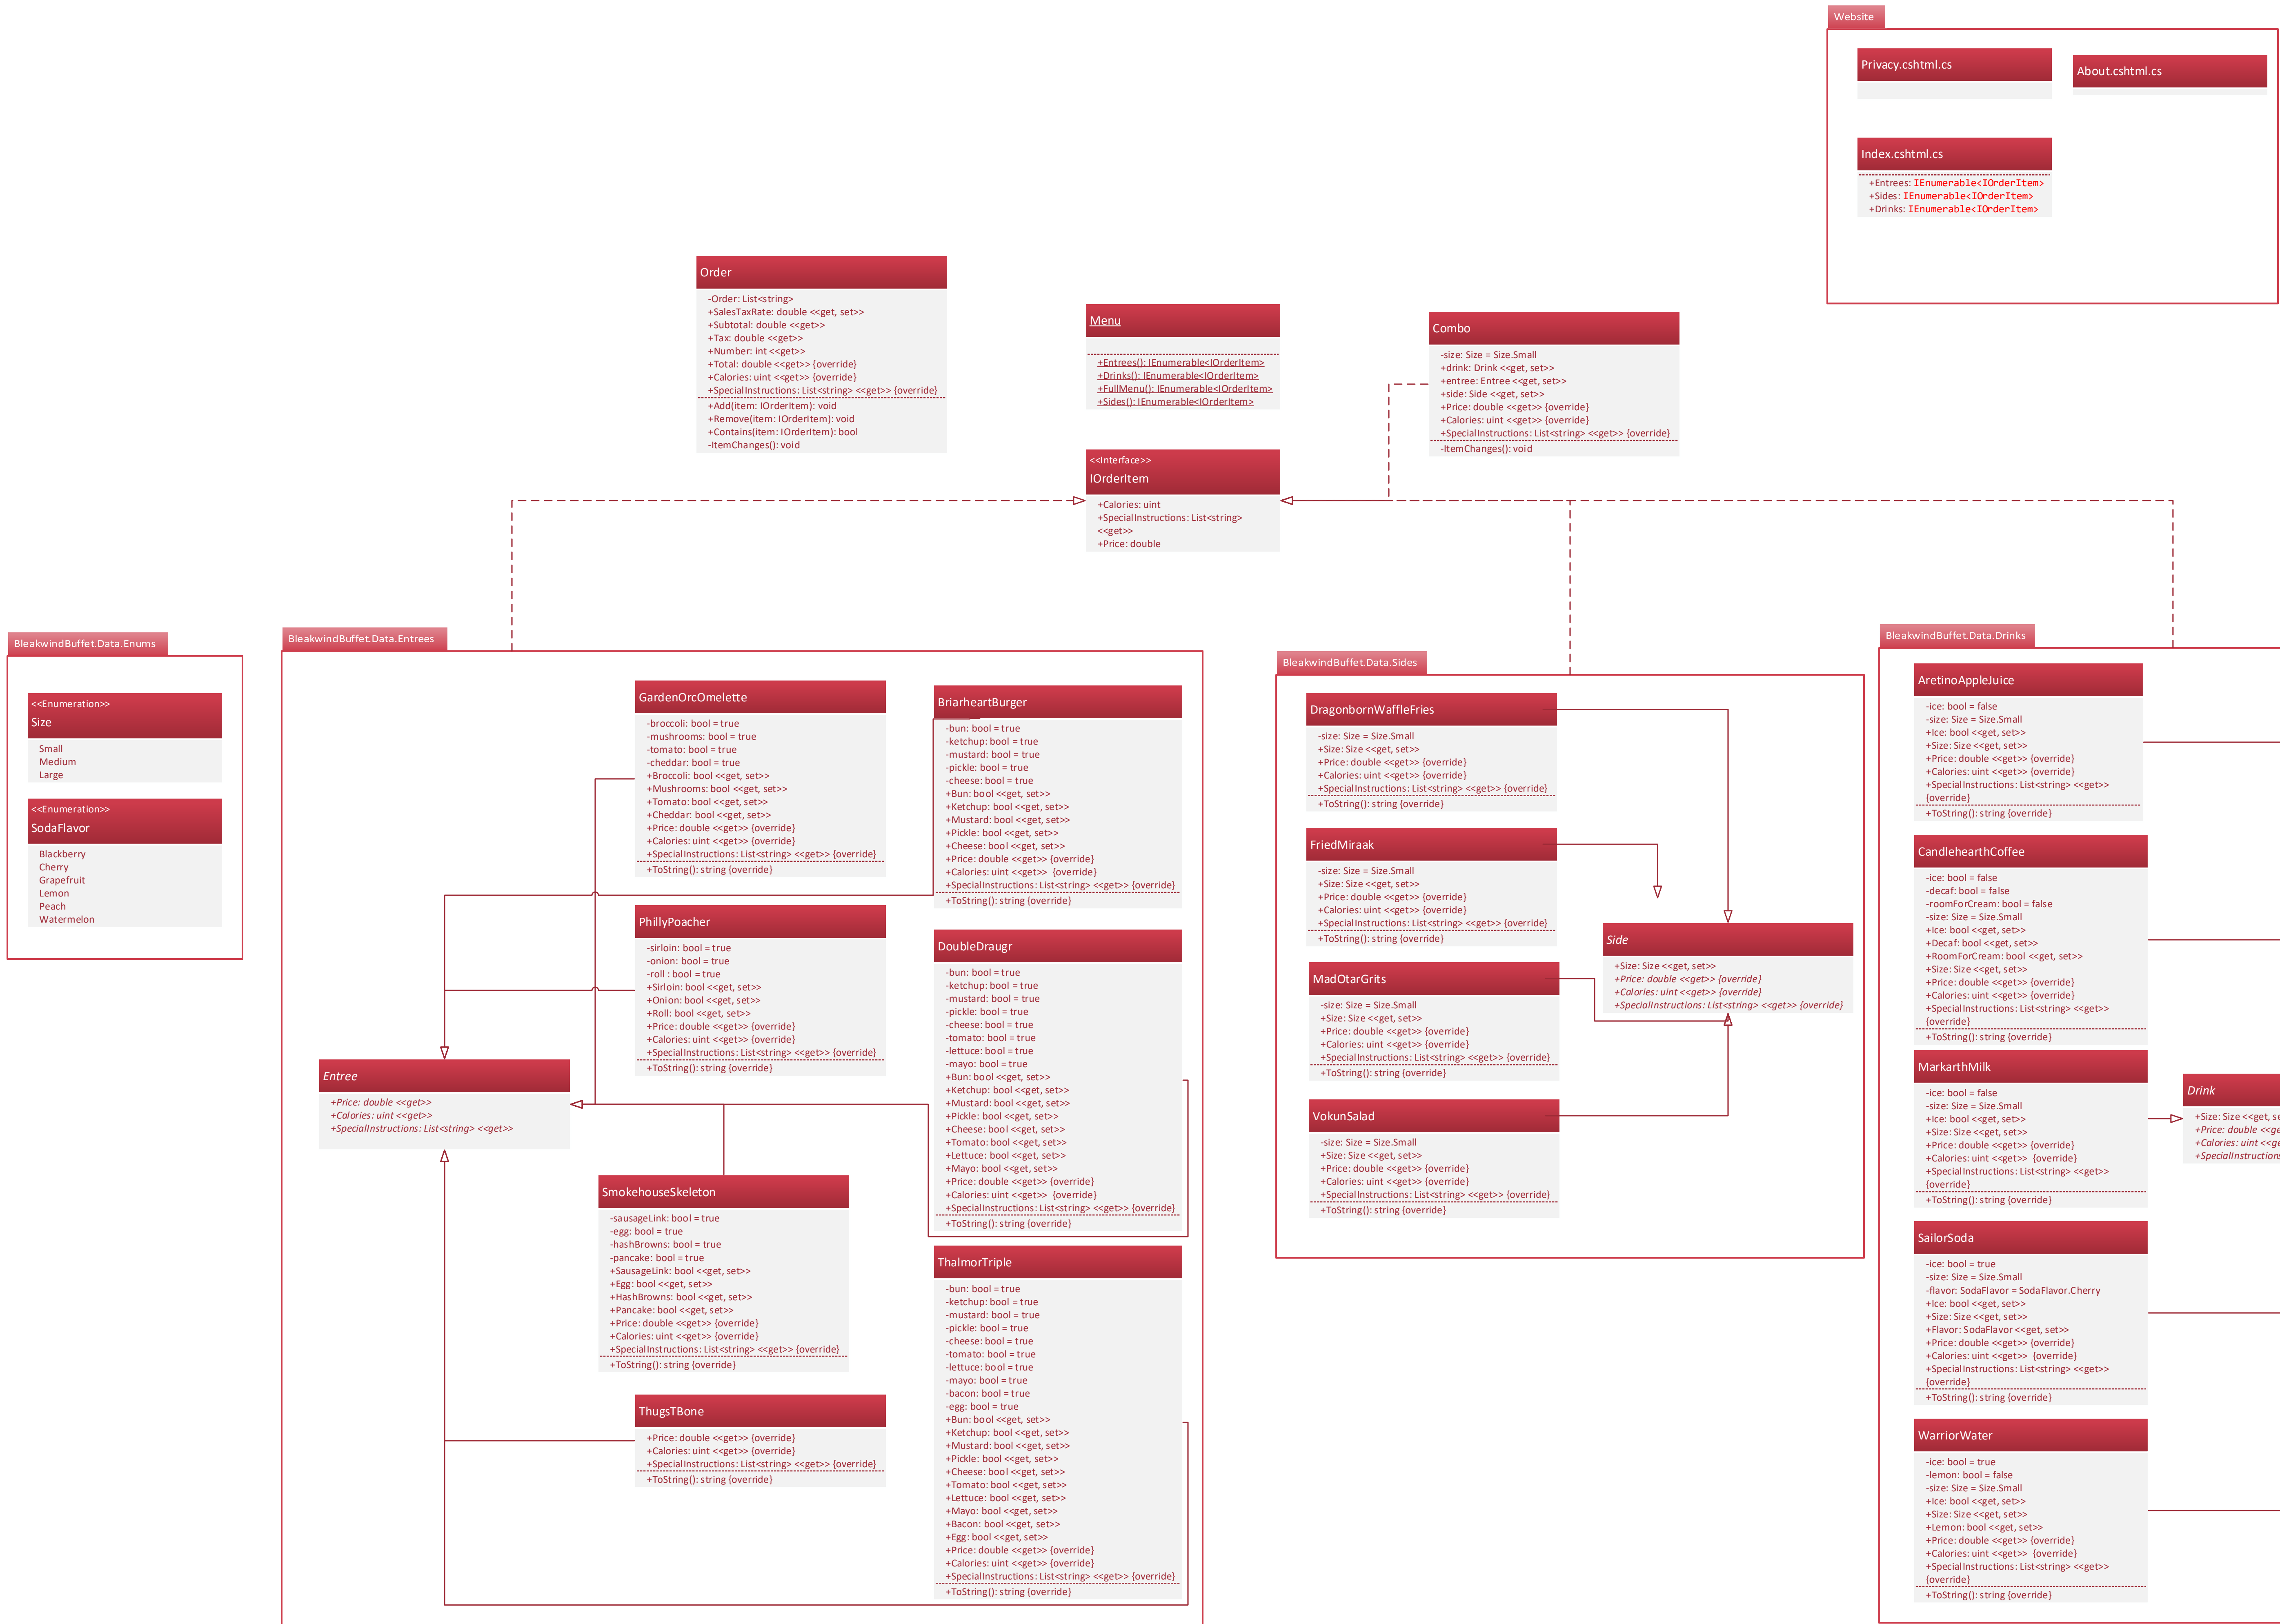 Website
Privacy.cshtml.cs
About.cshtml.cs
Index.cshtml.cs
+Entrees: IEnumerable<IOrderItem>
+Sides: IEnumerable<IOrderItem>
+Drinks: IEnumerable<IOrderItem>
Order
-Order: List<string>
+SalesTaxRate: double <<get, set>>
+Subtotal: double <<get>>
+Tax: double <<get>>
+Number: int <<get>>
+Total: double <<get>> {override}
+Calories: uint <<get>> {override}
+SpecialInstructions: List<string> <<get>> {override}
+Add(item: IOrderItem): void
+Remove(item: IOrderItem): void
+Contains(item: IOrderItem): bool
-ItemChanges(): void
Menu
+Entrees(): IEnumerable<IOrderItem>
+Drinks(): IEnumerable<IOrderItem>
+FullMenu(): IEnumerable<IOrderItem>
+Sides(): IEnumerable<IOrderItem>
Combo
-size: Size = Size.Small
+drink: Drink <<get, set>>
+entree: Entree <<get, set>>
+side: Side <<get, set>>
+Price: double <<get>> {override}
+Calories: uint <<get>> {override}
+SpecialInstructions: List<string> <<get>> {override}
-ItemChanges(): void
<<Interface>>
IOrderItem
+Calories: uint
+SpecialInstructions: List<string>
<<get>>
+Price: double
BleakwindBuffet.Data.Enums
<<Enumeration>>
Size
Small
Medium
Large
<<Enumeration>>
SodaFlavor
Blackberry
Cherry
Grapefruit
Lemon
Peach
Watermelon
BleakwindBuffet.Data.Entrees
GardenOrcOmelette
-broccoli: bool = true
-mushrooms: bool = true
-tomato: bool = true
-cheddar: bool = true
+Broccoli: bool <<get, set>>
+Mushrooms: bool <<get, set>>
+Tomato: bool <<get, set>>
+Cheddar: bool <<get, set>>
+Price: double <<get>> {override}
+Calories: uint <<get>> {override}
+SpecialInstructions: List<string> <<get>> {override}
+ToString(): string {override}
PhillyPoacher
-sirloin: bool = true
-onion: bool = true
-roll : bool = true
+Sirloin: bool <<get, set>>
+Onion: bool <<get, set>>
+Roll: bool <<get, set>>
+Price: double <<get>> {override}
+Calories: uint <<get>> {override}
+SpecialInstructions: List<string> <<get>> {override}
+ToString(): string {override}
Entree
+Price: double <<get>>
+Calories: uint <<get>>
+SpecialInstructions: List<string> <<get>>
SmokehouseSkeleton
-sausageLink: bool = true
-egg: bool = true
-hashBrowns: bool = true
-pancake: bool = true
+SausageLink: bool <<get, set>>
+Egg: bool <<get, set>>
+HashBrowns: bool <<get, set>>
+Pancake: bool <<get, set>>
+Price: double <<get>> {override}
+Calories: uint <<get>> {override}
+SpecialInstructions: List<string> <<get>> {override}
+ToString(): string {override}
ThugsTBone
+Price: double <<get>> {override}
+Calories: uint <<get>> {override}
+SpecialInstructions: List<string> <<get>> {override}
+ToString(): string {override}
BriarheartBurger
-bun: bool = true
-ketchup: bool = true
-mustard: bool = true
-pickle: bool = true
-cheese: bool = true
+Bun: bool <<get, set>>
+Ketchup: bool <<get, set>>
+Mustard: bool <<get, set>>
+Pickle: bool <<get, set>>
+Cheese: bool <<get, set>>
+Price: double <<get>> {override}
+Calories: uint <<get>> {override}
+SpecialInstructions: List<string> <<get>> {override}
+ToString(): string {override}
DoubleDraugr
-bun: bool = true
-ketchup: bool = true
-mustard: bool = true
-pickle: bool = true
-cheese: bool = true
-tomato: bool = true
-lettuce: bool = true
-mayo: bool = true
+Bun: bool <<get, set>>
+Ketchup: bool <<get, set>>
+Mustard: bool <<get, set>>
+Pickle: bool <<get, set>>
+Cheese: bool <<get, set>>
+Tomato: bool <<get, set>>
+Lettuce: bool <<get, set>>
+Mayo: bool <<get, set>>
+Price: double <<get>> {override}
+Calories: uint <<get>> {override}
+SpecialInstructions: List<string> <<get>> {override}
+ToString(): string {override}
ThalmorTriple
-bun: bool = true
-ketchup: bool = true
-mustard: bool = true
-pickle: bool = true
-cheese: bool = true
-tomato: bool = true
-lettuce: bool = true
-mayo: bool = true
-bacon: bool = true
-egg: bool = true
+Bun: bool <<get, set>>
+Ketchup: bool <<get, set>>
+Mustard: bool <<get, set>>
+Pickle: bool <<get, set>>
+Cheese: bool <<get, set>>
+Tomato: bool <<get, set>>
+Lettuce: bool <<get, set>>
+Mayo: bool <<get, set>>
+Bacon: bool <<get, set>>
+Egg: bool <<get, set>>
+Price: double <<get>> {override}
+Calories: uint <<get>> {override}
+SpecialInstructions: List<string> <<get>> {override}
+ToString(): string {override}
BleakwindBuffet.Data.Sides
DragonbornWaffleFries
-size: Size = Size.Small
+Size: Size <<get, set>>
+Price: double <<get>> {override}
+Calories: uint <<get>> {override}
+SpecialInstructions: List<string> <<get>> {override}
+ToString(): string {override}
FriedMiraak
-size: Size = Size.Small
+Size: Size <<get, set>>
+Price: double <<get>> {override}
+Calories: uint <<get>> {override}
+SpecialInstructions: List<string> <<get>> {override}
+ToString(): string {override}
MadOtarGrits
-size: Size = Size.Small
+Size: Size <<get, set>>
+Price: double <<get>> {override}
+Calories: uint <<get>> {override}
+SpecialInstructions: List<string> <<get>> {override}
+ToString(): string {override}
VokunSalad
-size: Size = Size.Small
+Size: Size <<get, set>>
+Price: double <<get>> {override}
+Calories: uint <<get>> {override}
+SpecialInstructions: List<string> <<get>> {override}
+ToString(): string {override}
Side
+Size: Size <<get, set>>
+Price: double <<get>> {override}
+Calories: uint <<get>> {override}
+SpecialInstructions: List<string> <<get>> {override}
BleakwindBuffet.Data.Drinks
AretinoAppleJuice
-ice: bool = false
-size: Size = Size.Small
+Ice: bool <<get, set>>
+Size: Size <<get, set>>
+Price: double <<get>> {override}
+Calories: uint <<get>> {override}
+SpecialInstructions: List<string> <<get>>
{override}
+ToString(): string {override}
CandlehearthCoffee
-ice: bool = false
-decaf: bool = false
-roomForCream: bool = false
-size: Size = Size.Small
+Ice: bool <<get, set>>
+Decaf: bool <<get, set>>
+RoomForCream: bool <<get, set>>
+Size: Size <<get, set>>
+Price: double <<get>> {override}
+Calories: uint <<get>> {override}
+SpecialInstructions: List<string> <<get>>
{override}
+ToString(): string {override}
MarkarthMilk
-ice: bool = false
-size: Size = Size.Small
+Ice: bool <<get, set>>
+Size: Size <<get, set>>
+Price: double <<get>> {override}
+Calories: uint <<get>> {override}
+SpecialInstructions: List<string> <<get>>
{override}
+ToString(): string {override}
Drink
+Size: Size <<get, se
+Price: double <<ge
+Calories: uint <<ge
+SpecialInstructions
SailorSoda
-ice: bool = true
-size: Size = Size.Small
-flavor: SodaFlavor = SodaFlavor.Cherry
+Ice: bool <<get, set>>
+Size: Size <<get, set>>
+Flavor: SodaFlavor <<get, set>>
+Price: double <<get>> {override}
+Calories: uint <<get>> {override}
+SpecialInstructions: List<string> <<get>>
{override}
+ToString(): string {override}
WarriorWater
-ice: bool = true
-lemon: bool = false
-size: Size = Size.Small
+Ice: bool <<get, set>>
+Size: Size <<get, set>>
+Lemon: bool <<get, set>>
+Price: double <<get>> {override}
+Calories: uint <<get>> {override}
+SpecialInstructions: List<string> <<get>>
{override}
+ToString(): string {override}